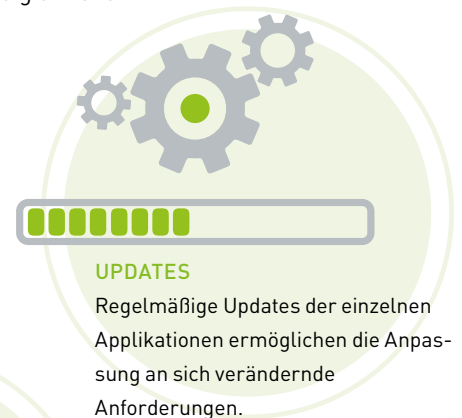 UPDATES
Regelmäßige Updates der einzelnen
Applikationen ermöglichen die Anpas-
sung an sich verändernde
Anforderungen.